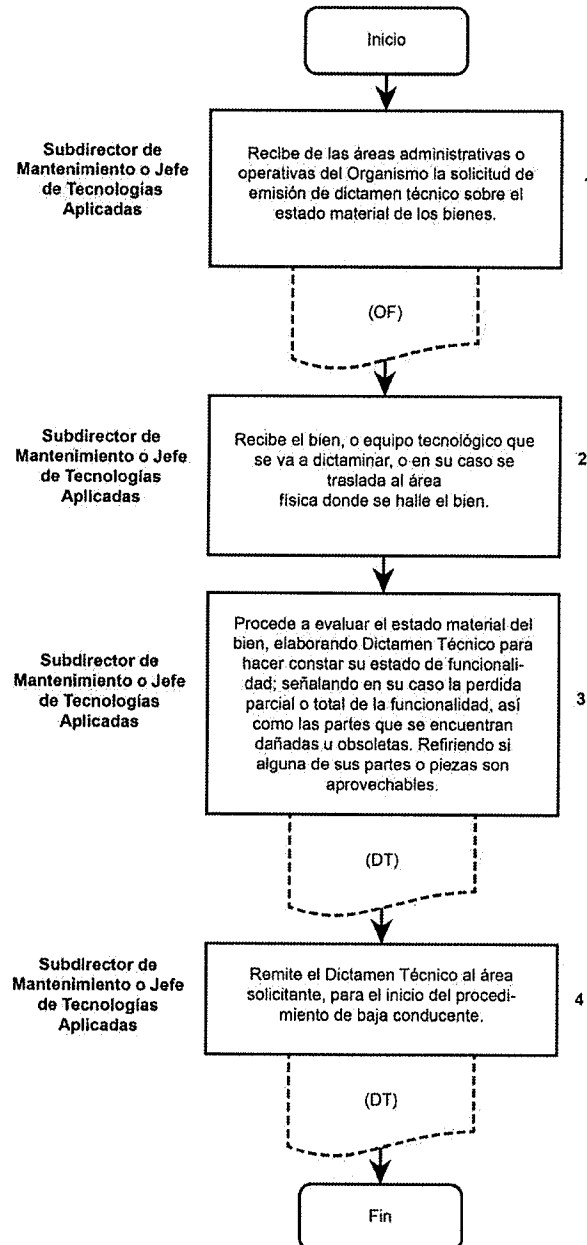 Inicio
Subdirector de
Mantenimiento o Jefe
de Tecnologías
Aplicadas
Recibe de las áreas administrativas o
operativas del Organismo la solicitud de
emisión de dictamen técnico sobre el
estado material de los bienes.
(OF)
Subdirector de
Mantenimiento o Jefe
de Tecnologías
Aplicadas
Recibe el bien, o equipo tecnológico que
se va a dictaminar, o en su caso se
traslada al área
física donde se halle el bien.
2
Subdirector de
Mantenimiento o Jefe
de Tecnologías
Aplicadas
Procede a evaluar el estado material del
bien, elaborando Dictamen Técnico para
hacer constar su estado de funcionali-
dad; señalando en su caso la perdida
parcial o total de la funcionalidad, así
como las partes que se encuentran
dañadas u obsoletas. Refiriendo si
alguna de sus partes o piezas son
aprovechables.
3
(DT)
Subdirector de
Mantenimiento o Jefe
de Tecnologías
Aplicadas
Remite el Dictamen Técnico al área
solicitante, para el inicio del procedi-
miento de baja conducente.
4
(DT)
Fin